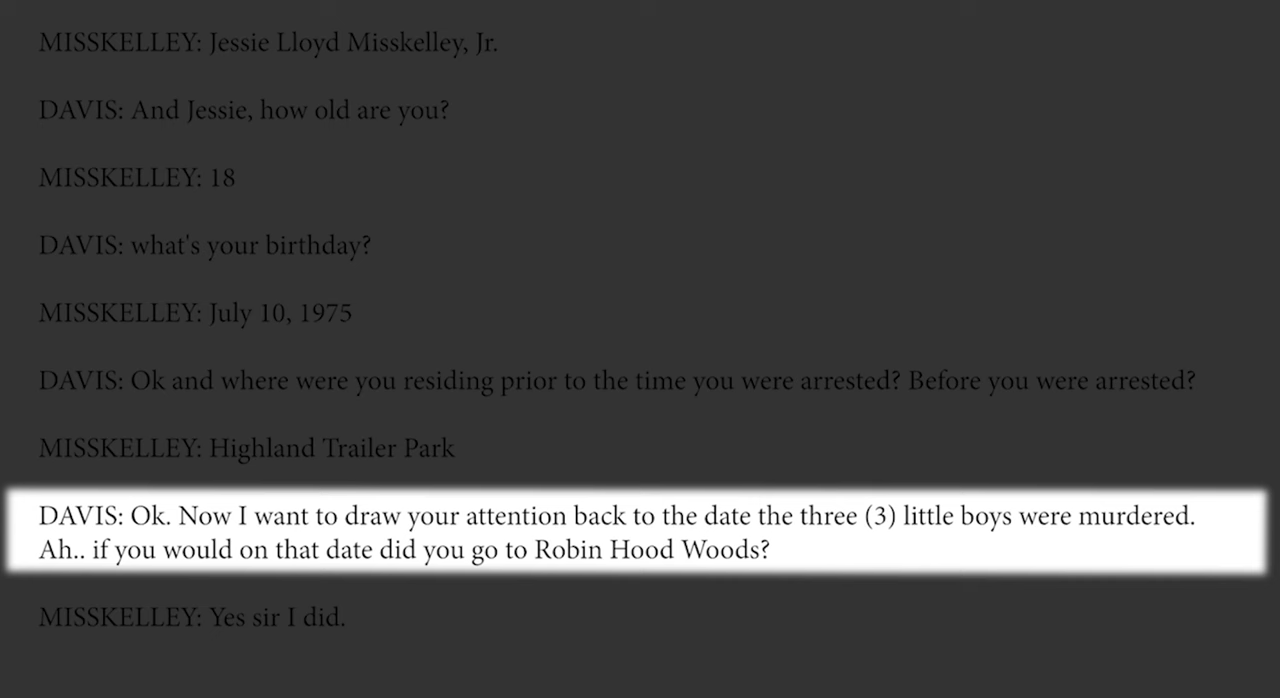 MISSKELLEY: Jessie Lloyd Misskelley, Jr.
DAVIS: And Jessie, how old are you?
MISSKELLEY: 18
DAVIS: what's your birthday?
MISSKELLEY: July 10, 1975
DAVIS: Ok and where were you residing prior to the time you were arrested? Before you were arrested?
MISSKELLEY: Highland Trailer Park
DAVIS: Ok. Now I want to draw your attention back to the date the three (3) little boys were murdered.
Ah.. if you would on that date did you go to Robin Hood Woods?
MISSKELLEY: Yes sir I did.